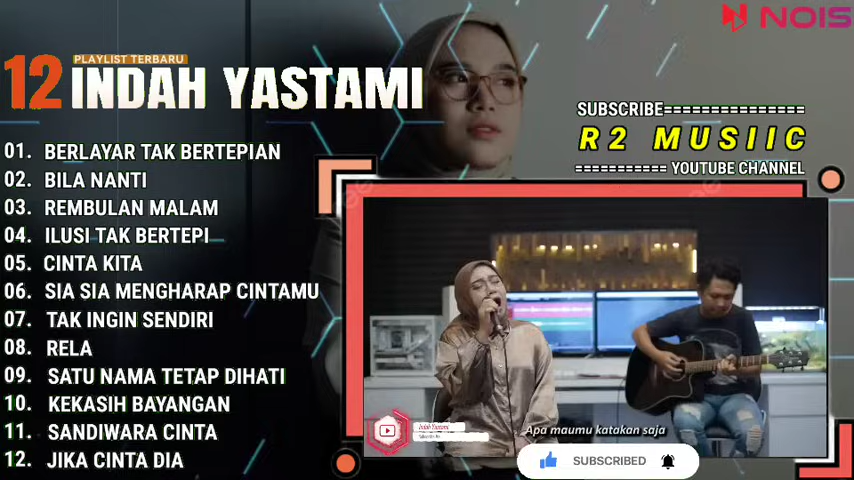 NOIS
PLAYLIST TERBARU
12 INDAH YASTAMI
SUBSCRIBE===============
R2 MUSIIC
=========== YOUTUBE CHANNEL
01. BERLAYAR TAK BERTEPIAN
02. BILA NANTI
03. REMBULAN MALAM
04. ILUSI TAK BERTEPI
05. CINTA KITA
06. SIA SIA MENGHARAP CINTAMU
07. TAK INGIN SENDIRI
08. RELA
09. SATU NAMA TETAP DIHATI
10. KEKASIH BAYANGAN
11. SANDIWARA CINTA
12. JIKA CINTA DIA
Indah Yastami
Apa maumu katakan saja
SUBSCRIBED